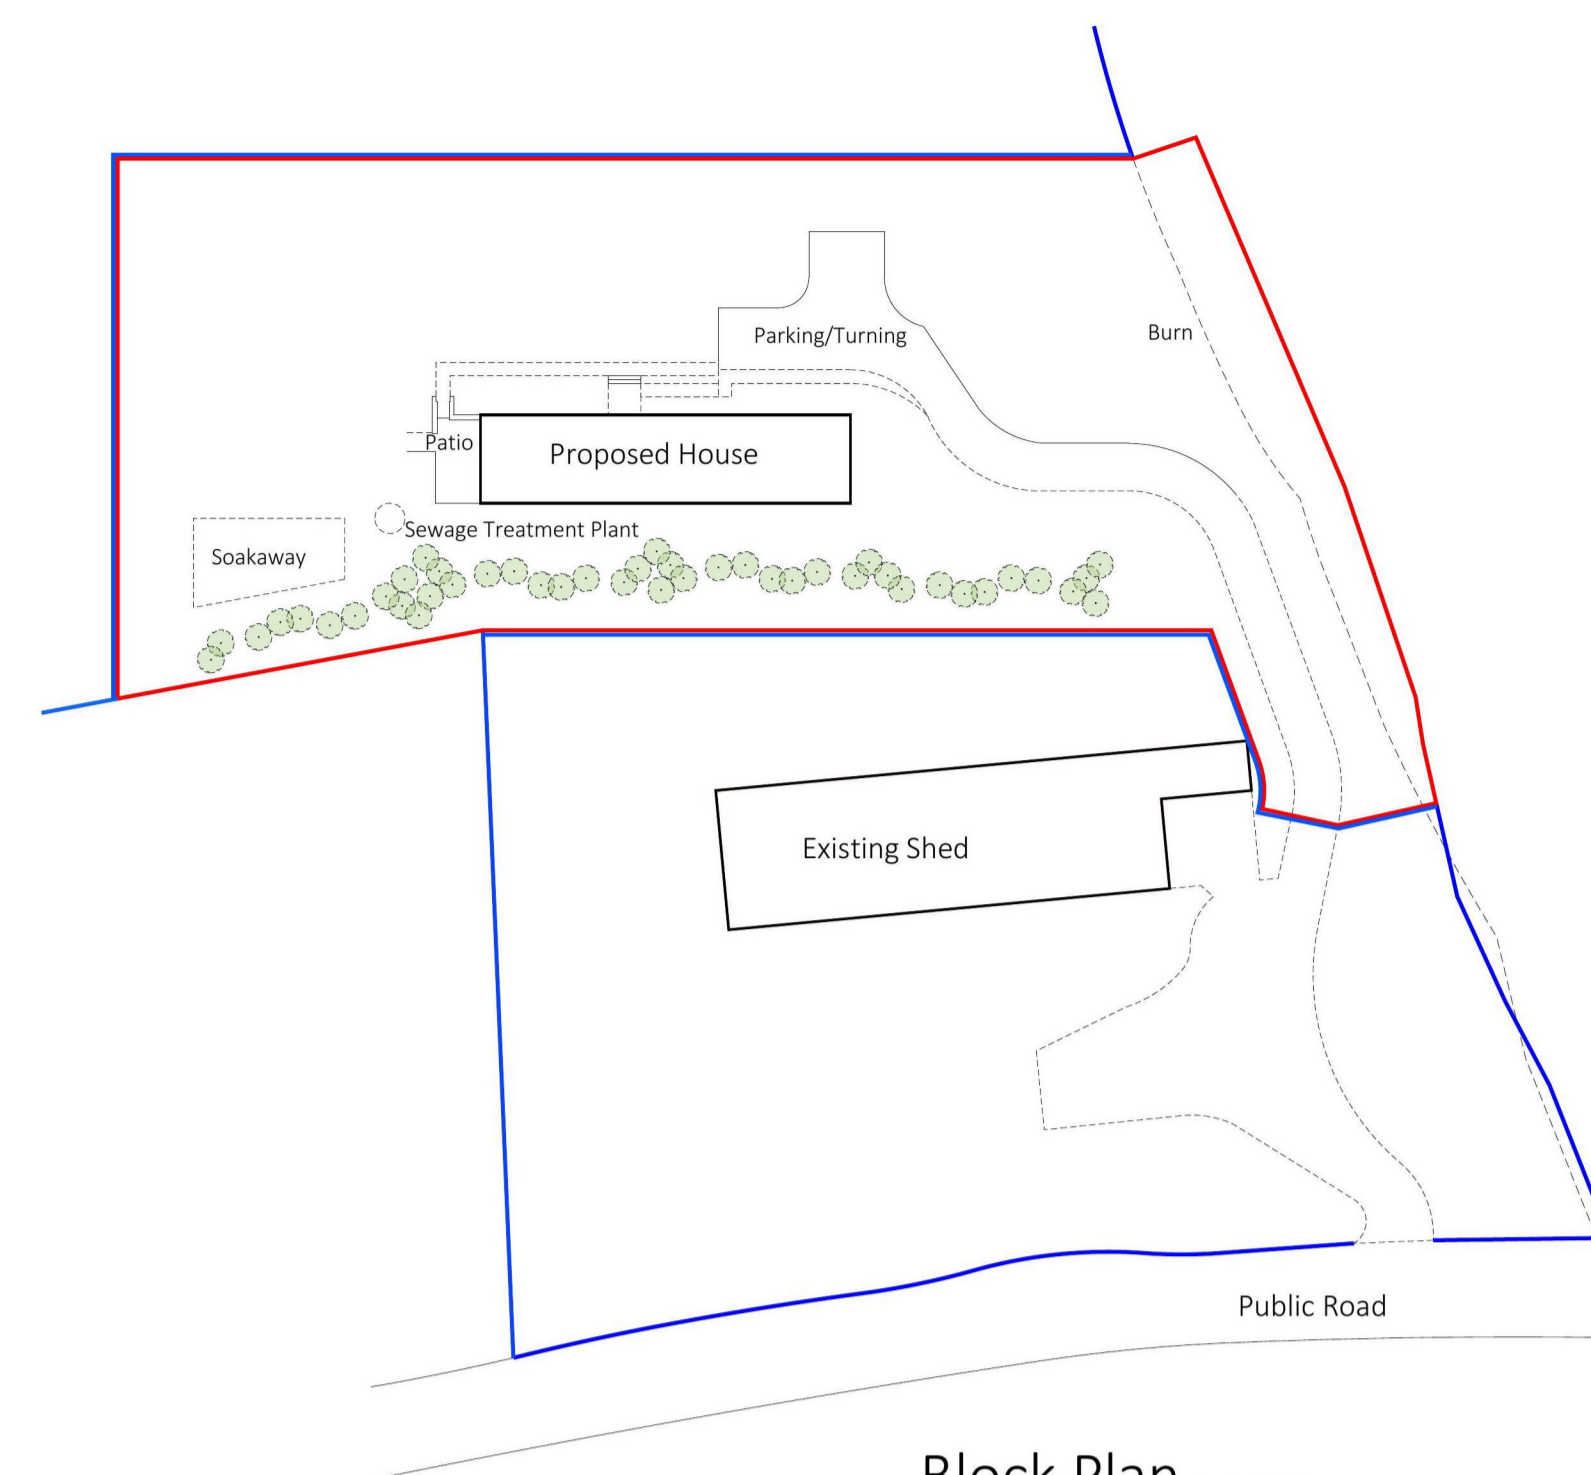 Parking/Turning
Burn
Patio
Proposed House
Sewage Treatment Plant
Soakaway
Existing Shed
Public Road
Block Plan